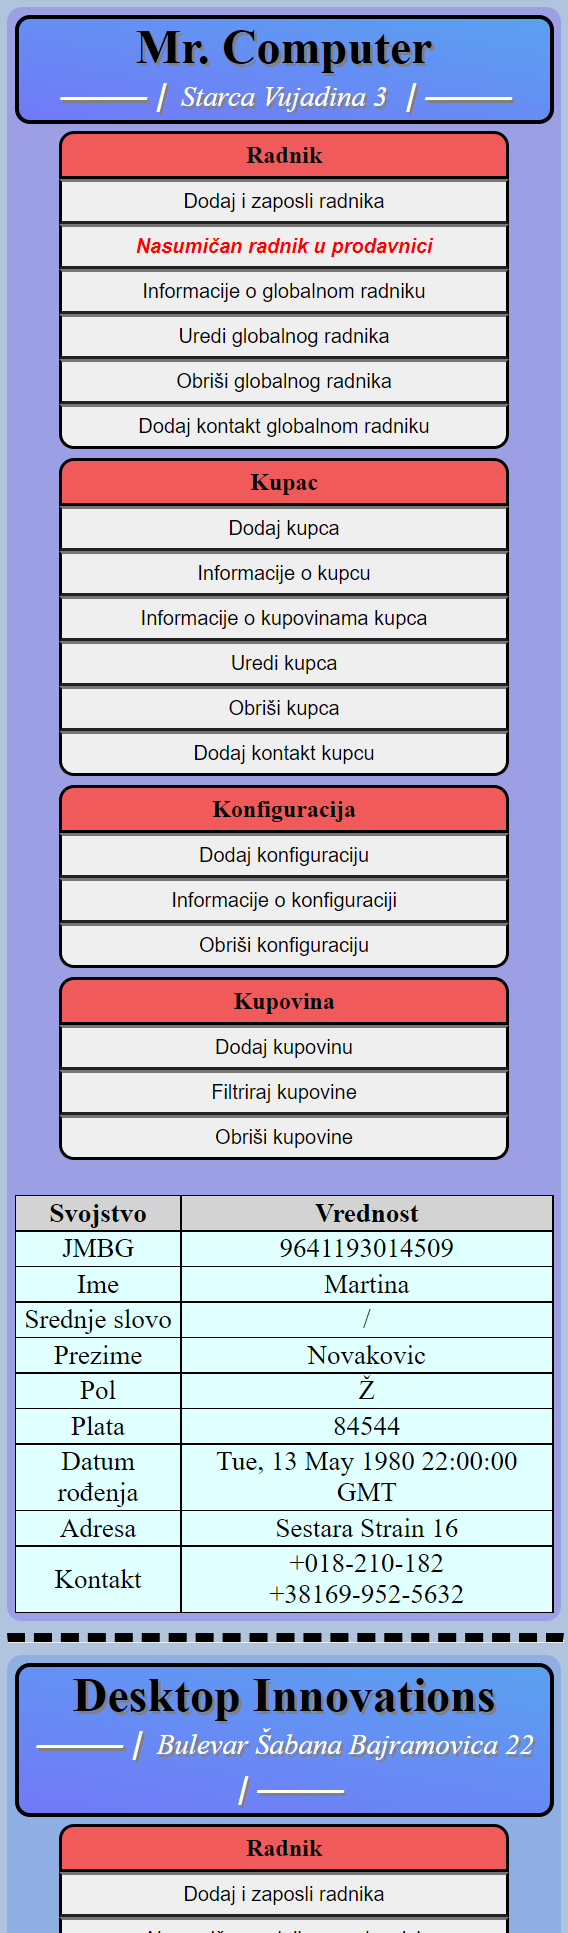 Mr. Computer
——— | Starca Vujadina 3 | ———
Radnik
Dodaj i zaposli radnika
Nasumičan radnik u prodavnici
Informacije o globalnom radniku
Uredi globalnog radnika
Obriši globalnog radnika
Dodaj kontakt globalnom radniku
Kupac
Dodaj kupca
Informacije o kupcu
Informacije o kupovinama kupca
Uredi kupca
Obriši kupca
Dodaj kontakt kupcu
Konfiguracija
Dodaj konfiguraciju
Informacije o konfiguraciji
Obriši konfiguraciju
Kupovina
Dodaj kupovinu
Filtriraj kupovine
Obriši kupovine
Svojstvo Vrednost
JMBG 9641193014509
Ime Martina
Srednje slovo /
Prezime Novakovic
Pol Ž
Plata 84544
Datum rođenja Tue, 13 May 1980 22:00:00 GMT
Adresa Sestara Strain 16
Kontakt +018-210-182
+38169-952-5632
Desktop Innovations
——— | Bulevar Šabana Bajramovica 22
| ———
Radnik
Dodaj i zaposli radnika